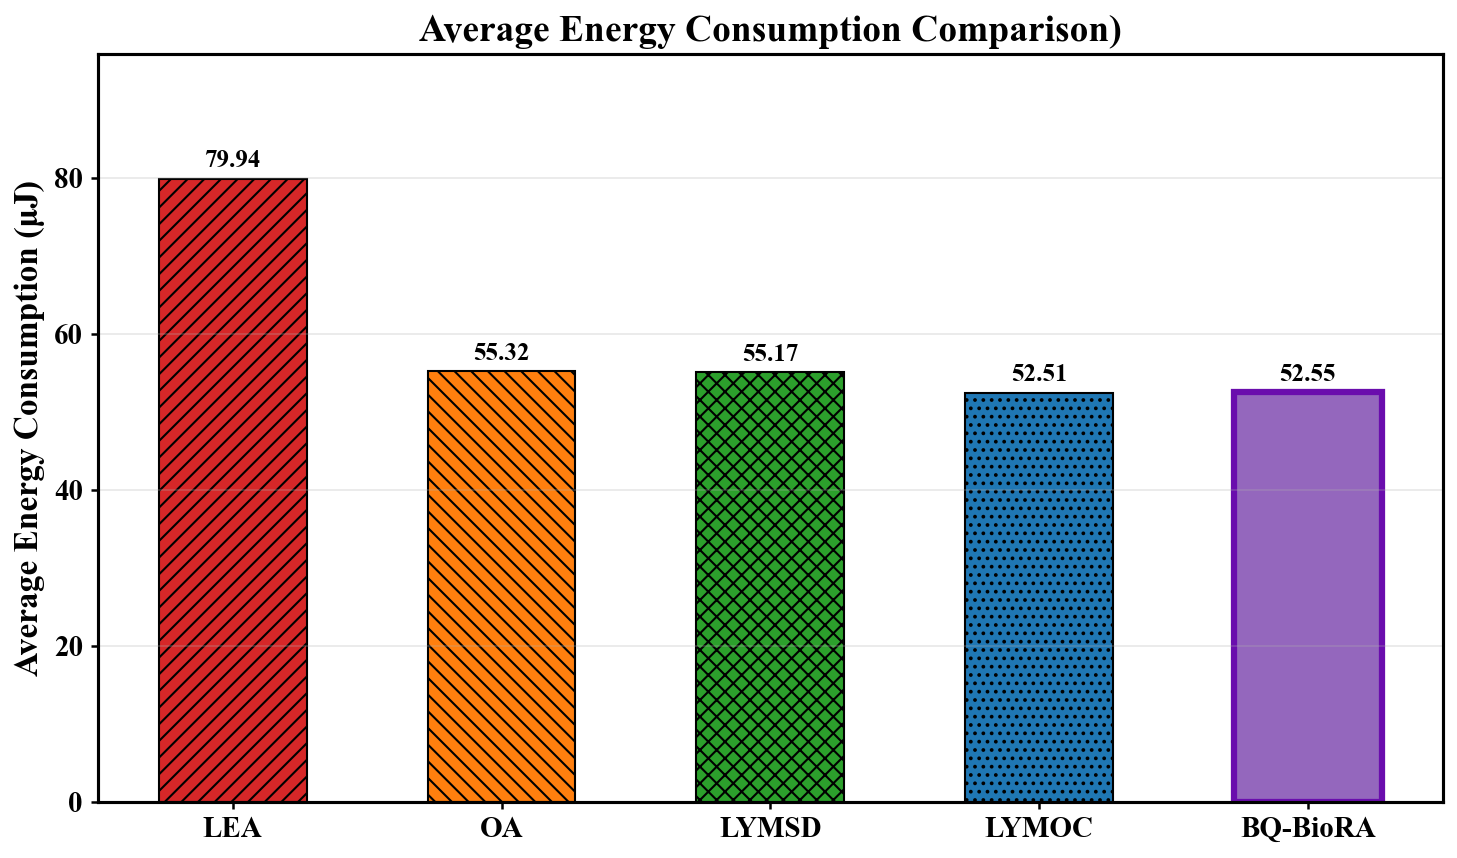 Average Energy Consumption Comparison)
Average Energy Consumption (µJ)
80
60
40
20
0
79.94
55.32
55.17
52.51
52.55
LEA
OA
LYMSD
LYMOC
BQ-BioRA